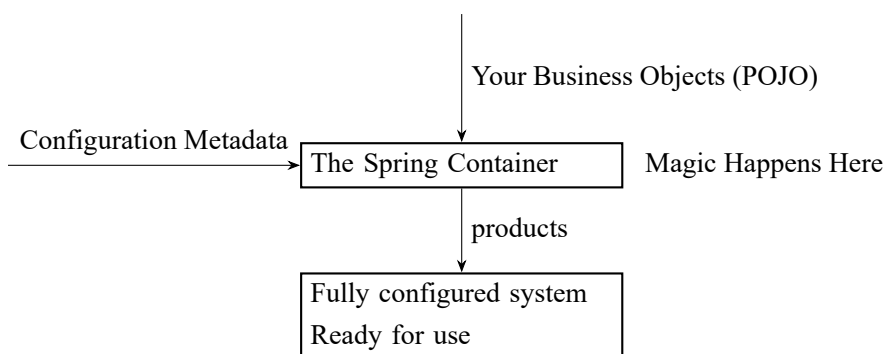 Your Business Objects (POJO)
Configuration Metadata
The Spring Container
Magic Happens Here
products
Fully configured system
Ready for use